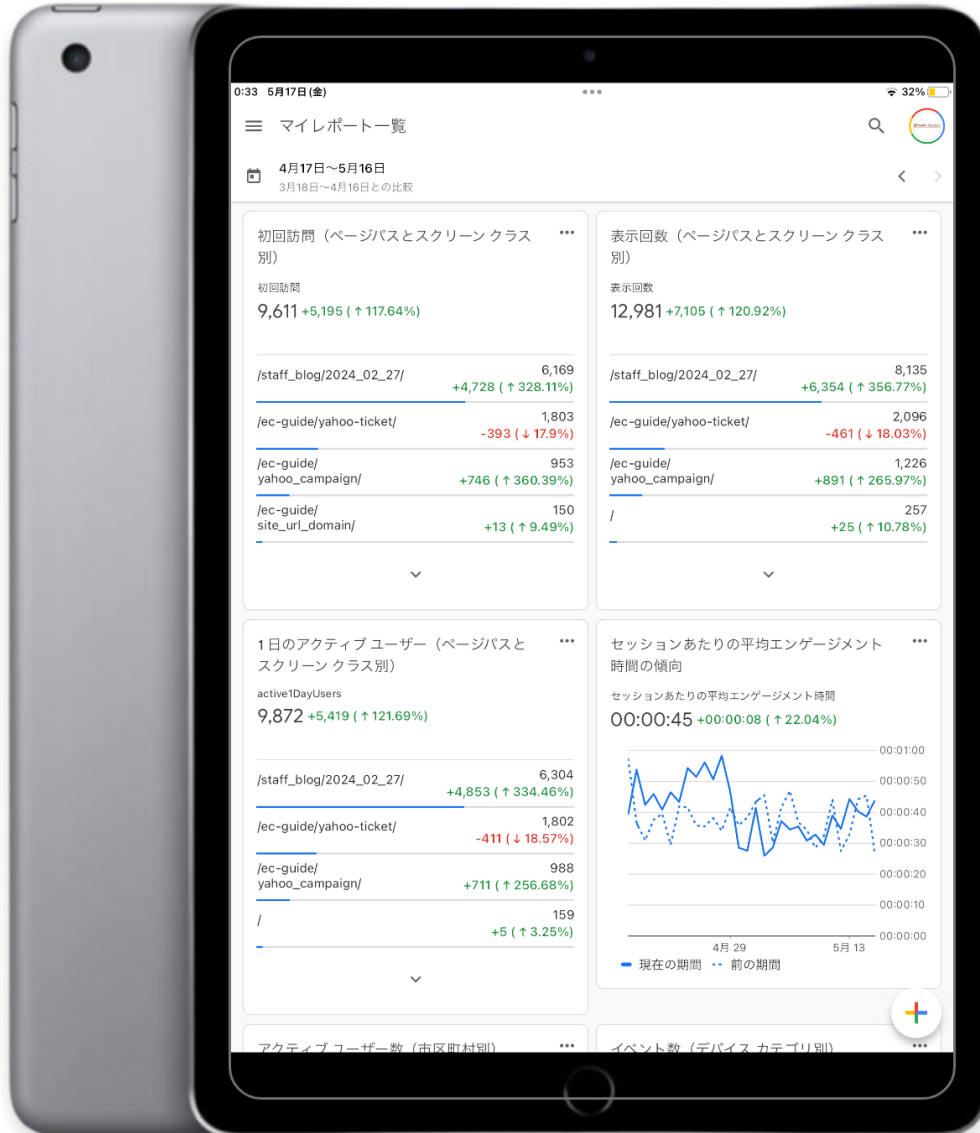 0:33 5月17日(金)
32%
マイレポート一覧
4月17日～5月16日
3月18日～4月16日との比較
初回訪問（ページパスとスクリーン クラス
別）
初回訪問
9,611 +5,195 (↑117.64%)
/staff_blog/2024_02_27/
6,169
+4,728 (↑328.11%)
/ec-guide/yahoo-ticket/
1,803
-393 (↓17.9%)
/ec-guide/
yahoo_campaign/
953
+746 (↑360.39%)
/ec-guide/
site_url_domain/
150
+13 (↑9.49%)
表示回数（ページパスとスクリーン クラス
別）
表示回数
12,981 +7,105 (↑120.92%)
/staff_blog/2024_02_27/
8,135
+6,354 (↑356.77%)
/ec-guide/yahoo-ticket/
2,096
-461 (↓18.03%)
/ec-guide/
yahoo_campaign/
1,226
+891 (↑265.97%)
/
257
+25 (↑10.78%)
1日のアクティブ ユーザー（ページパスと
スクリーン クラス別）
active1DayUsers
9,872 +5,419 (↑121.69%)
/staff_blog/2024_02_27/
6,304
+4,853 (↑334.46%)
/ec-guide/yahoo-ticket/
1,802
-411 (↓18.57%)
/ec-guide/
yahoo_campaign/
988
+711 (↑256.68%)
/
159
+5 (↑3.25%)
セッションあたりの平均エンゲージメント
時間の傾向
セッションあたりの平均エンゲージメント時間
00:00:45 +00:00:08 (↑22.04%)
00:01:00
00:00:50
00:00:40
00:00:30
00:00:20
00:00:10
00:00:00
4月 29
5月 13
現在の期間
前の期間
アクティブ ユーザー数（市区町村別）
イベント数（デバイス カテゴリ別）